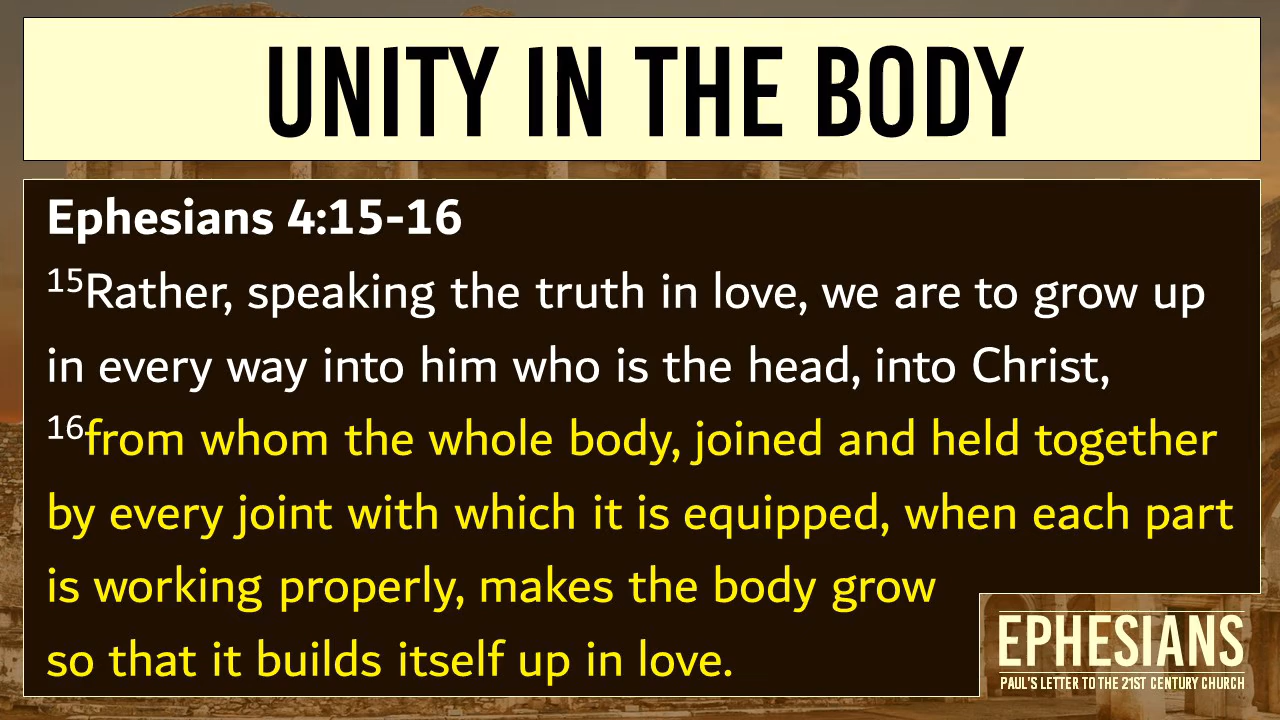 UNITY IN THE BODY
Ephesians 4:15-16
15Rather, speaking the truth in love, we are to grow up
in every way into him who is the head, into Christ,
16from whom the whole body, joined and held together
by every joint with which it is equipped, when each part
is working properly, makes the body grow
so that it builds itself up in love.
EPHESIANS
PAUL'S LETTER TO THE 21ST CENTURY CHURCH